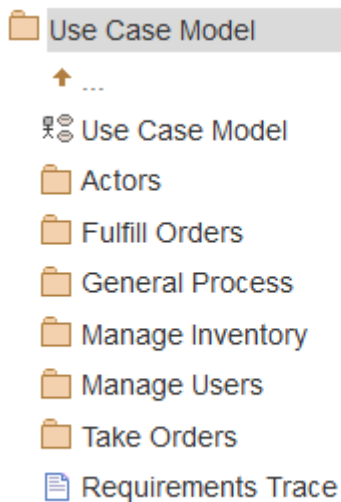 Use Case Model
...
Use Case Model
Actors
Fulfill Orders
General Process
Manage Inventory
Manage Users
Take Orders
Requirements Trace